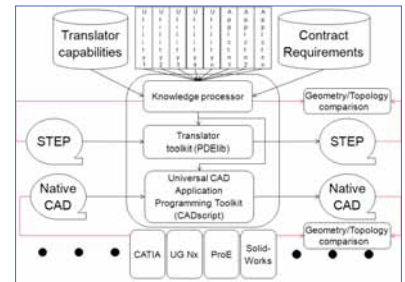 Translator
capabilities
Contract
Requirements
Knowledge processor
Geometry/Topology
comparison
STEP
Translator
toolkit (PDElib)
STEP
Native
CAD
Universal CAD
Application
Programming Toolkit
(CADscript)
Native
CAD
Geometry/Topology
comparison
CATIA
UG Nx
ProE
Solid-
Works